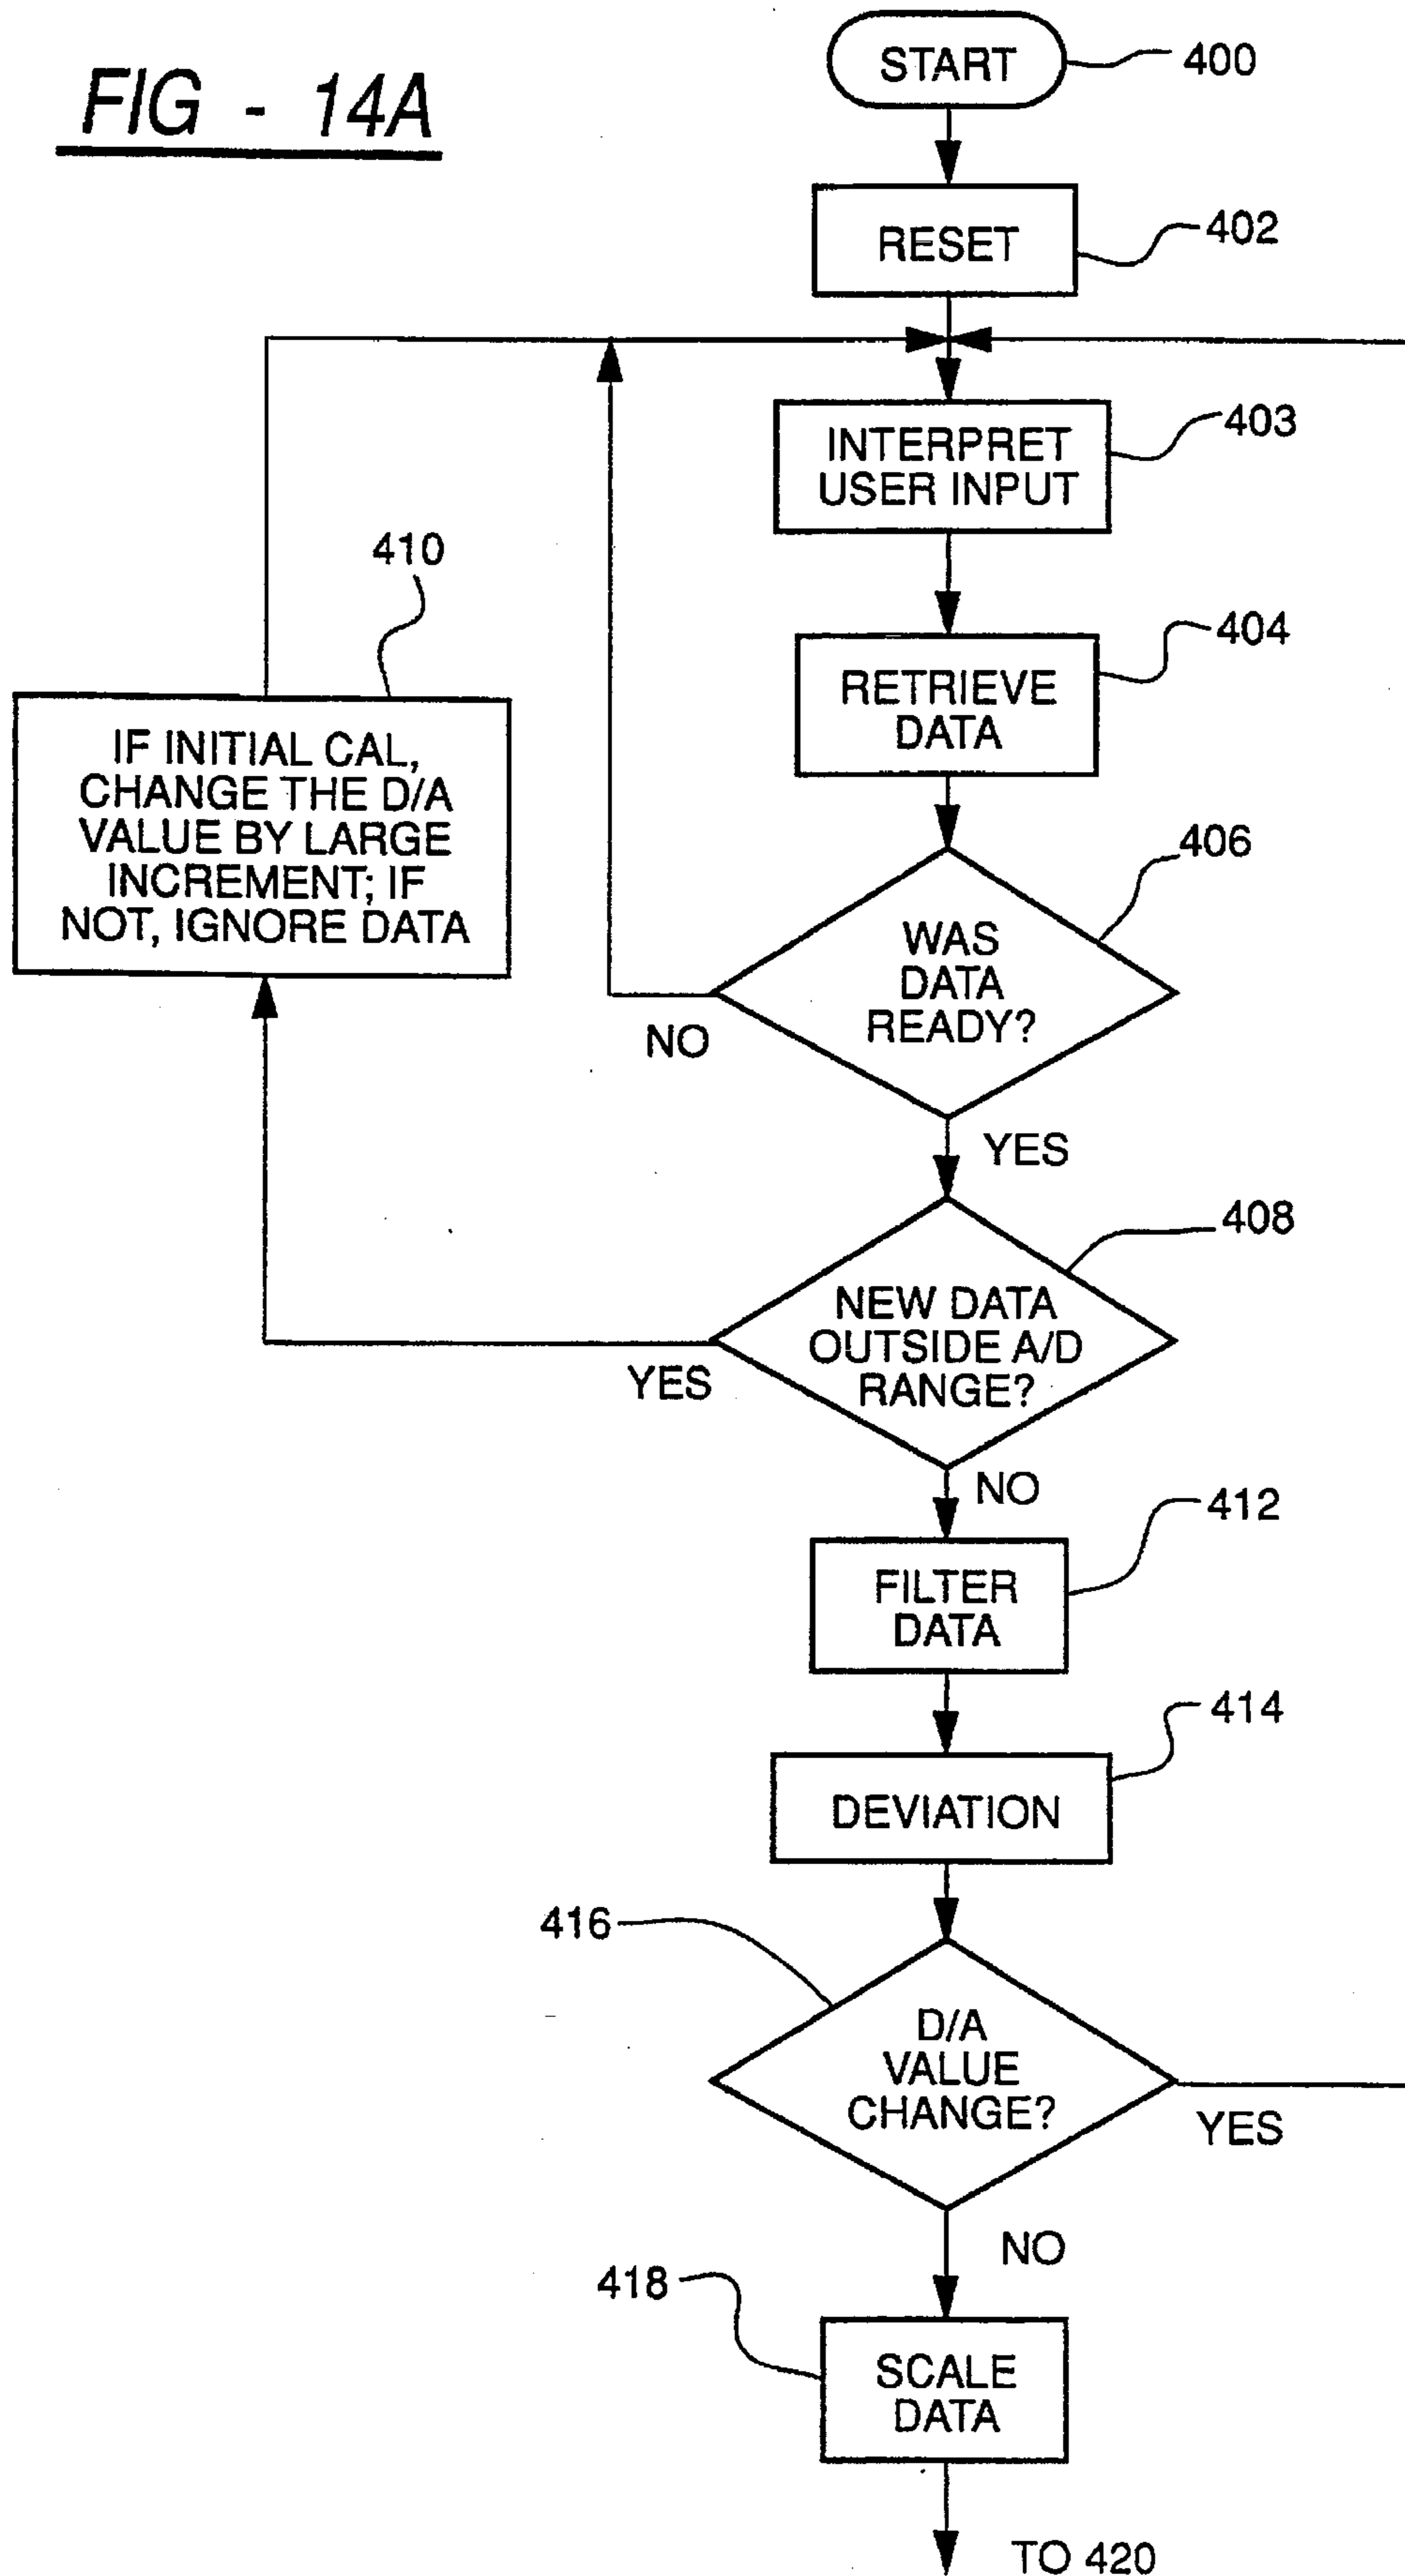 FIG - 14A
START
400
RESET
402
INTERPRET
USER INPUT
403
410
RETRIEVE
DATA
404
IF INITIAL CAL,
CHANGE THE D/A
VALUE BY LARGE
INCREMENT; IF
NOT, IGNORE DATA
406
WAS
DATA
READY?
NO
YES
408
NEW DATA
OUTSIDE A/D
RANGE?
YES
NO
412
FILTER
DATA
414
DEVIATION
416
D/A
VALUE
CHANGE?
YES
NO
418
SCALE
DATA
TO 420